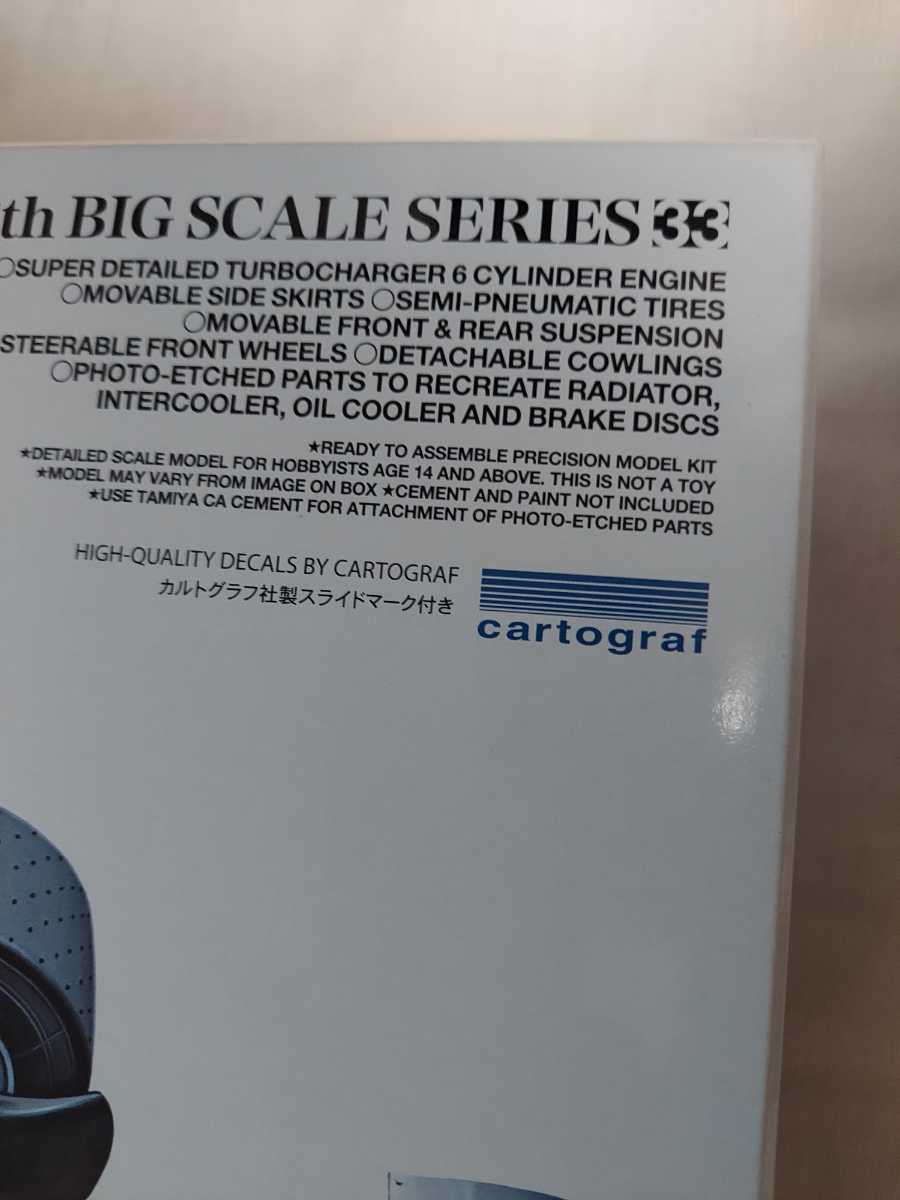 th BIG SCALE SERIES 33
○SUPER DETAILED TURBOCHARGER 6 CYLINDER ENGINE
○MOVABLE SIDE SKIRTS ○SEMI-PNEUMATIC TIRES
○MOVABLE FRONT & REAR SUSPENSION
STEERABLE FRONT WHEELS ○DETACHABLE COWLINGS
○PHOTO-ETCHED PARTS TO RECREATE RADIATOR,
INTERCOOLER, OIL COOLER AND BRAKE DISCS
★READY TO ASSEMBLE PRECISION MODEL KIT
★DETAILED SCALE MODEL FOR HOBBYISTS AGE 14 AND ABOVE. THIS IS NOT A TOY
★MODEL MAY VARY FROM IMAGE ON BOX ★CEMENT AND PAINT NOT INCLUDED
★USE TAMIYA CA CEMENT FOR ATTACHMENT OF PHOTO-ETCHED PARTS
HIGH-QUALITY DECALS BY CARTOGRAF
カルトグラフ社製スライドマーク付き
cartograf